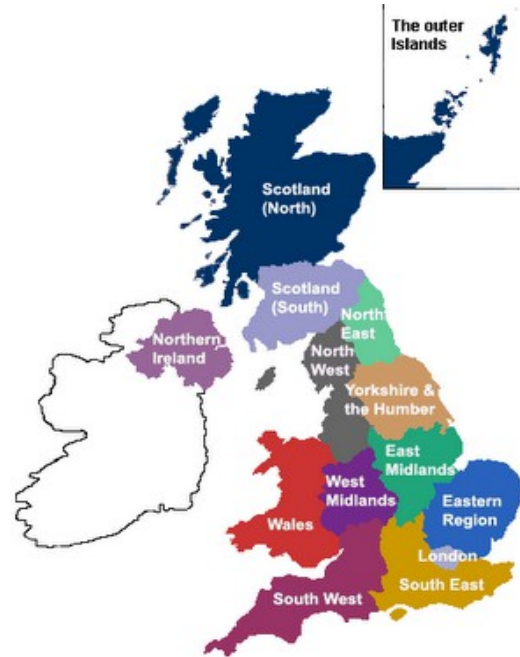 The outer
Islands
Scotland
(North)
Scotland
(South)
North
East
Northern
Ireland
North
West
Yorkshire &
the Humber
East
Midlands
West
Midlands
Eastern
Region
Wales
London
South East
South West